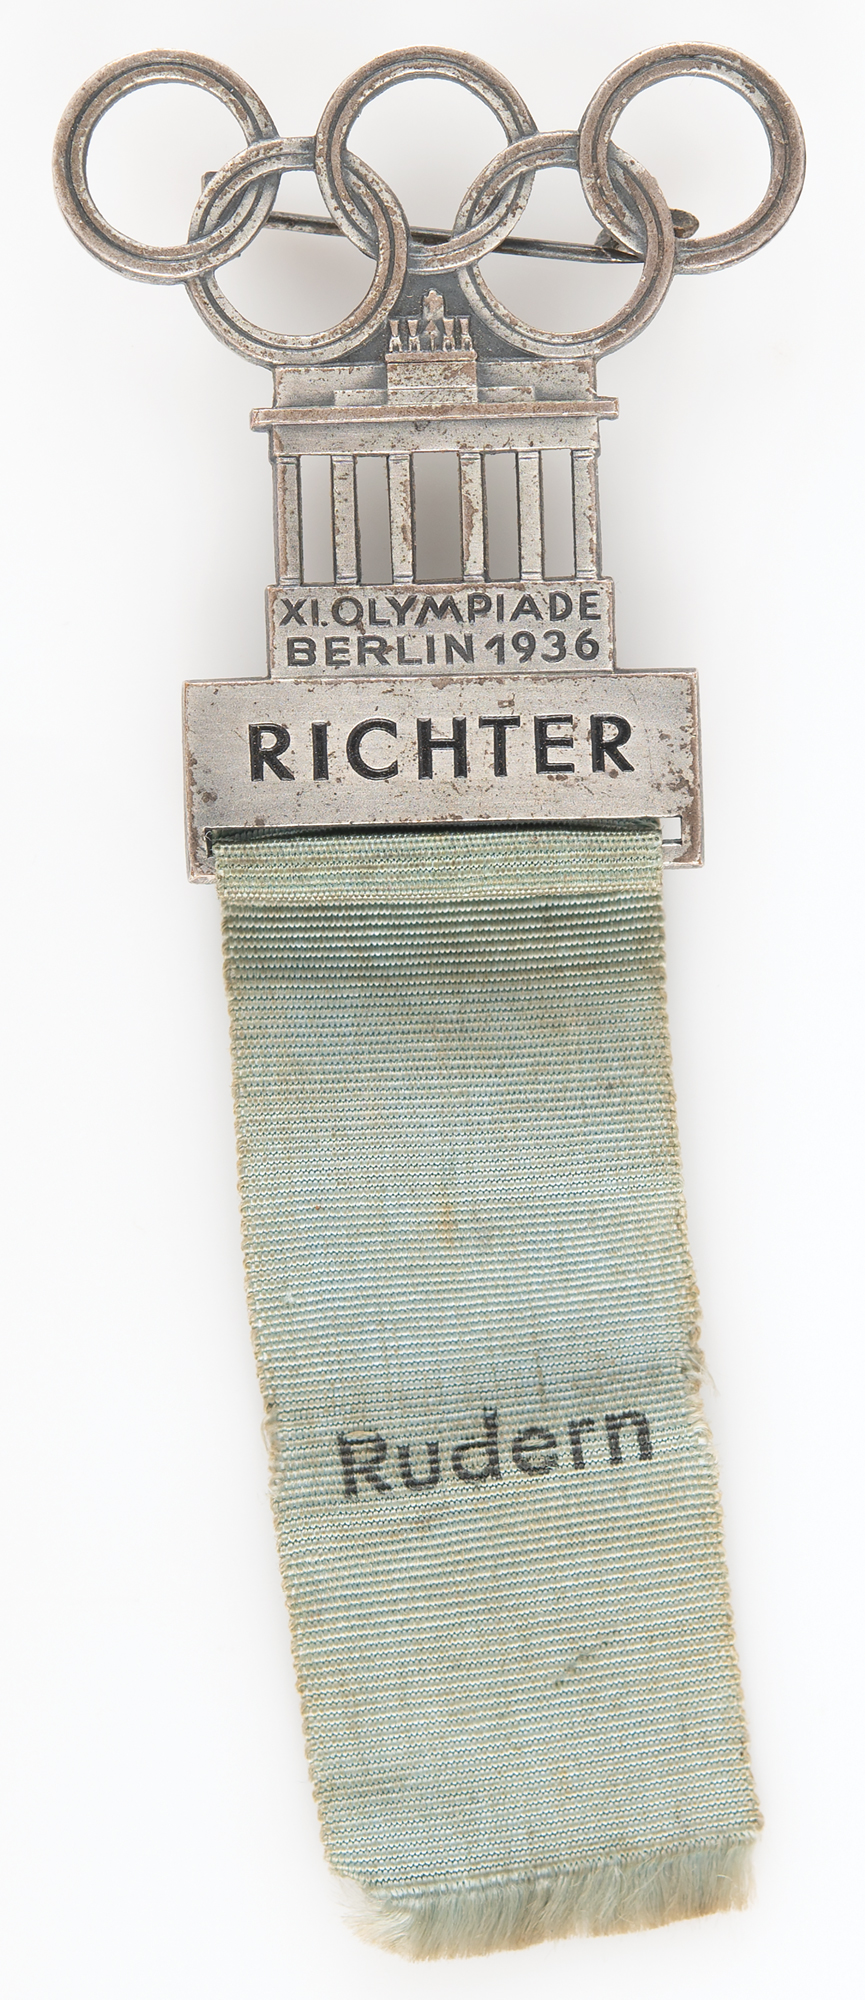 XI. OLYMPIADE
BERLIN 1936
RICHTER
Rudern